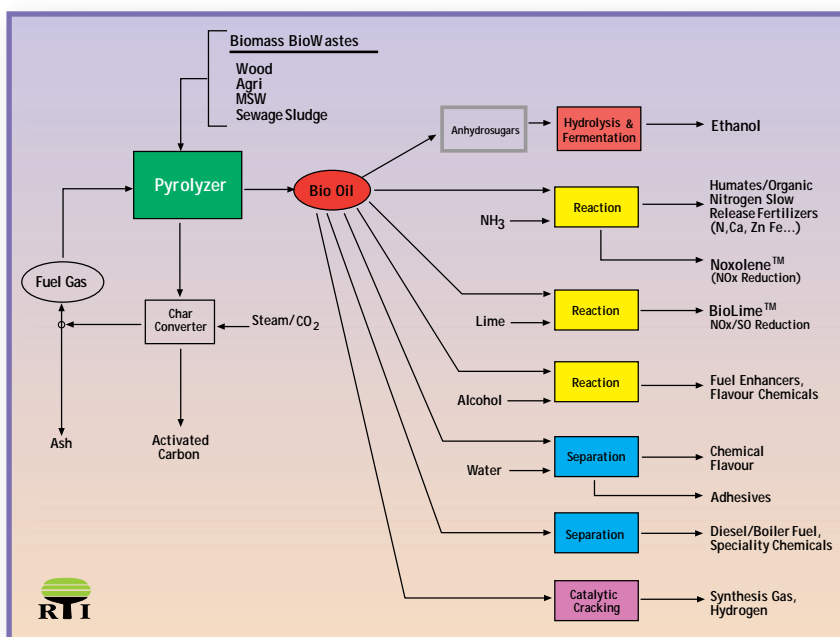 Biomass BioWastes
Wood
Agri
MSW
Sewage Sludge
Pyrolyzer
Bio Oil
Anhydrosugars
Hydrolysis &
Fermentation
Ethanol
NH3
Reaction
Humates/Organic
Nitrogen Slow
Release Fertilizers
(N,Ca, Zn Fe...)
Noxolene™
(NOx Reduction)
Fuel Gas
Char
Converter
Steam/CO2
Lime
Reaction
BioLime™
NOx/SO Reduction
Alcohol
Reaction
Fuel Enhancers,
Flavour Chemicals
Ash
Activated
Carbon
Water
Separation
Chemical
Flavour
Adhesives
Separation
Diesel/Boiler Fuel,
Speciality Chemicals
Catalytic
Cracking
Synthesis Gas,
Hydrogen
RTI